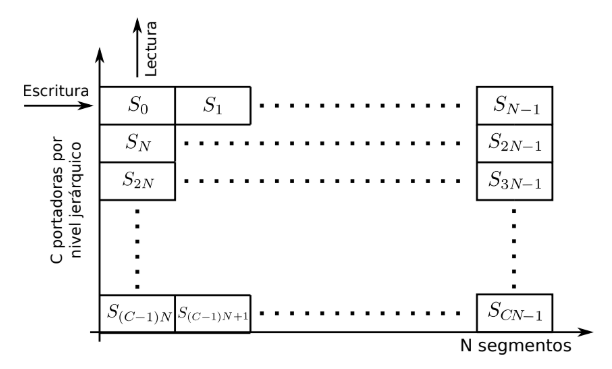 Lectura
Escritura
S_0 S_1 S_{N-1}
S_N S_{2N-1}
S_{2N} S_{3N-1}
C portadoras por
nivel jerárquico
S_{(C-1)N} S_{(C-1)N+1} S_{CN-1}
N segmentos